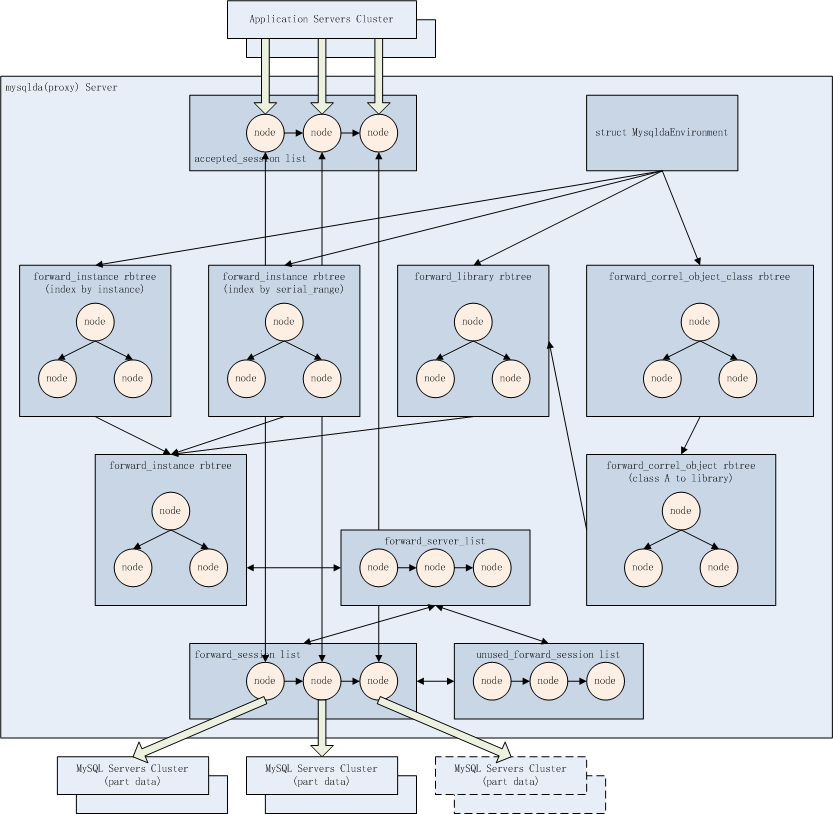 Application Servers Cluster
mysqlda(proxy) Server
node
node
node
accepted_session list
struct MysqldaEnvironment
forward_instance rbtree
(index by instance)
node
node
node
forward_instance rbtree
(index by serial_range)
node
node
node
forward_library rbtree
node
node
node
forward_correl_object_class rbtree
node
node
node
forward_instance rbtree
node
node
node
forward_server_list
node
node
node
forward_correl_object rbtree
(class A to library)
node
node
node
forward_session list
node
node
node
unused_forward_session list
node
node
node
MySQL Servers Cluster
(part data)
MySQL Servers Cluster
(part data)
MySQL Servers Cluster
(part data)